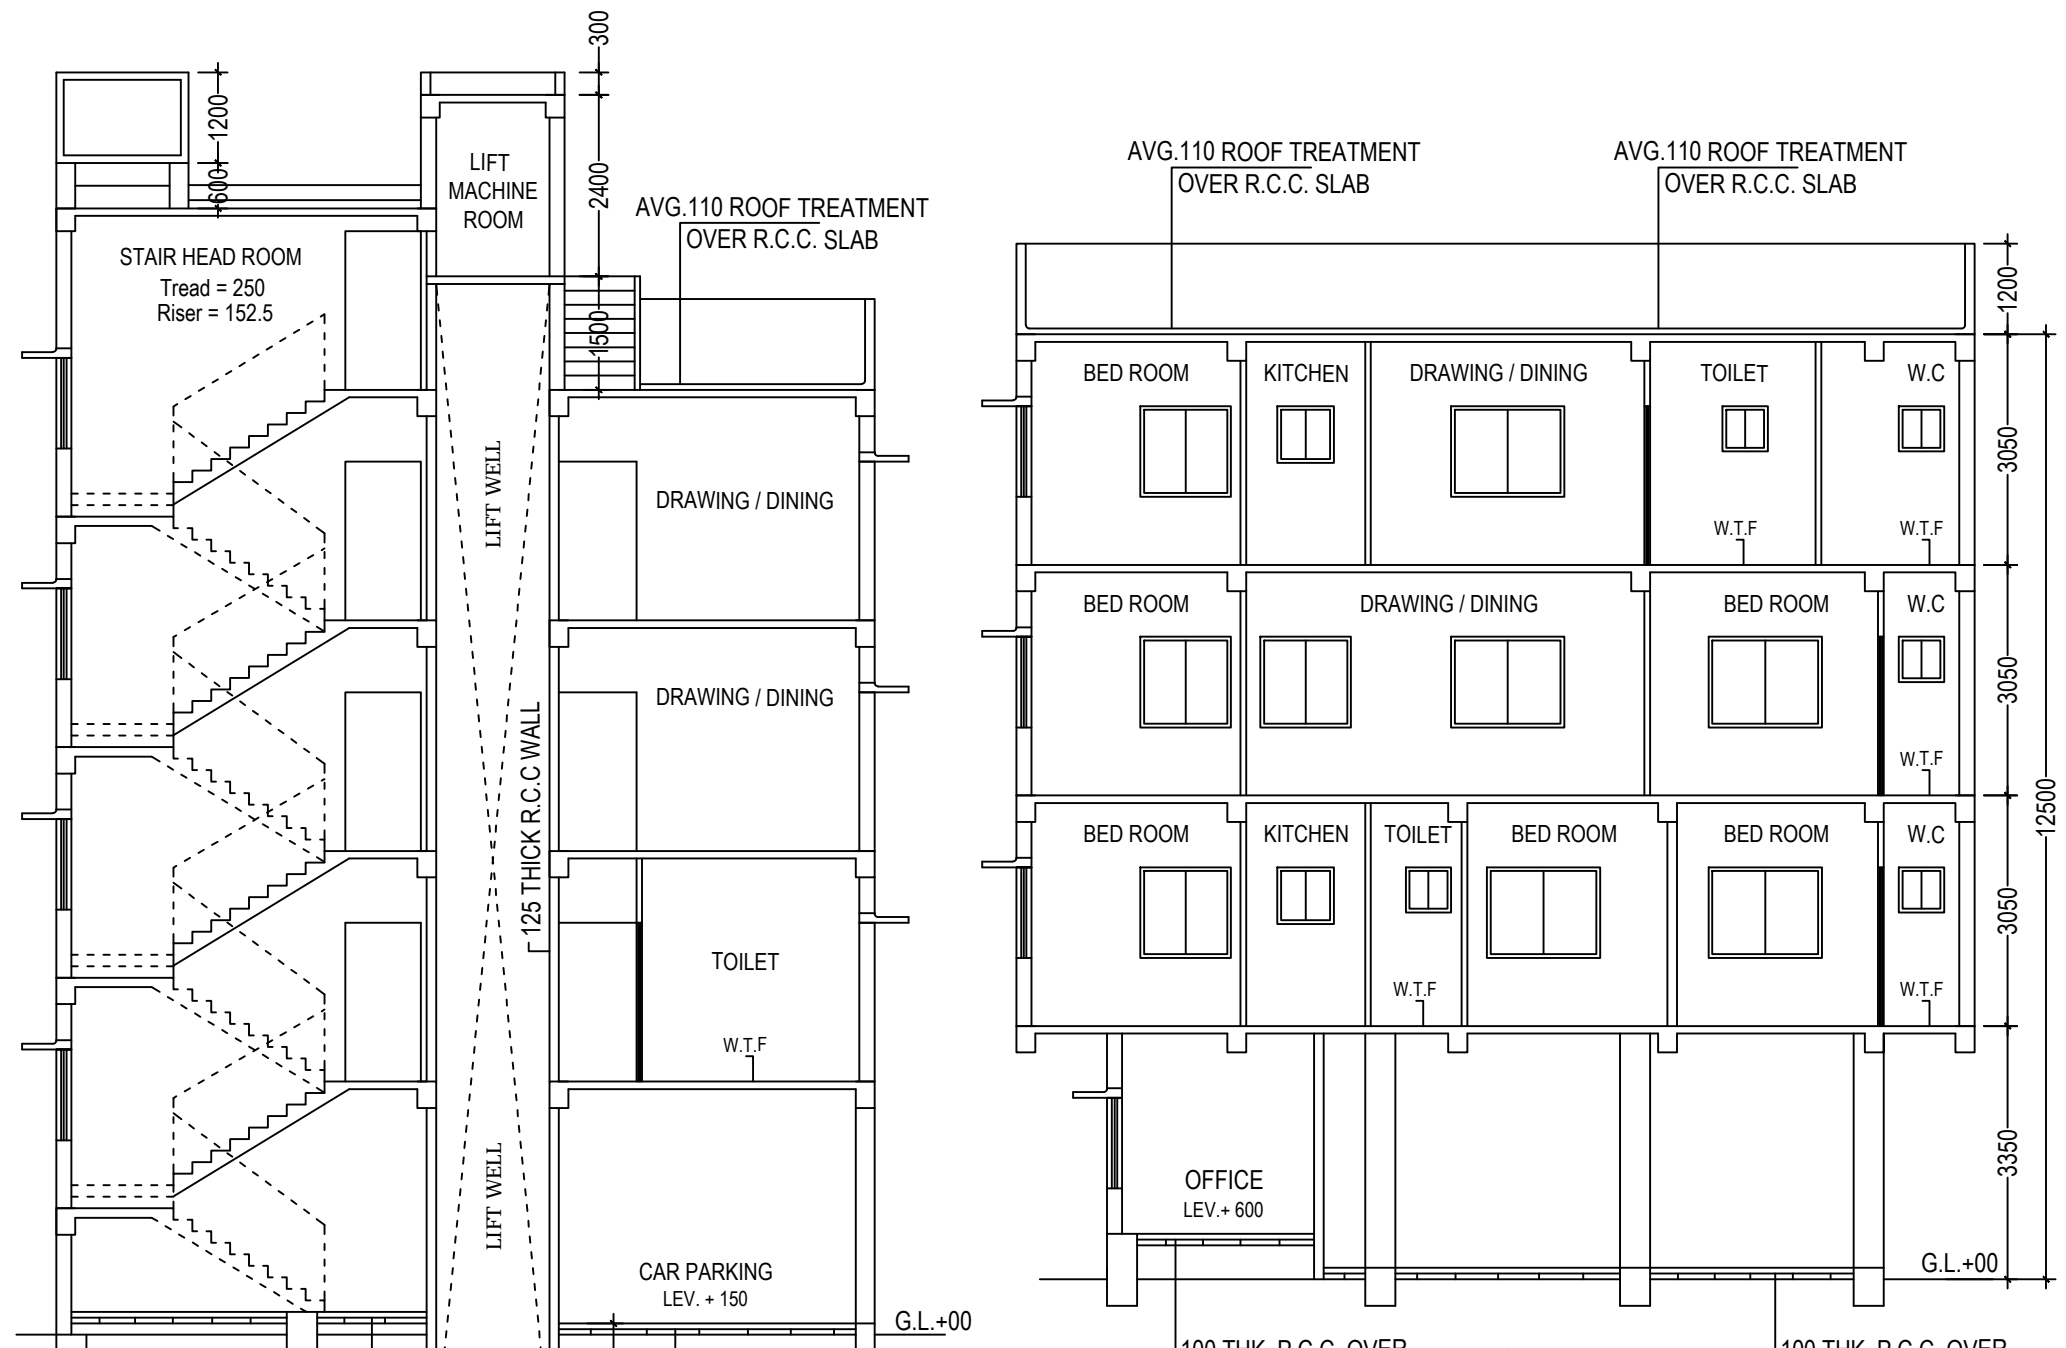 300
1200
600
LIFT
MACHINE
ROOM
2400
AVG.110 ROOF TREATMENT
OVER R.C.C. SLAB
STAIR HEAD ROOM
Tread = 250
Riser = 152.5
1500
LIFT WELL
DRAWING / DINING
DRAWING / DINING
125 THICK R.C.C WALL
TOILET
W.T.F
LIFT WELL
CAR PARKING
LEV. + 150
G.L.+00
AVG.110 ROOF TREATMENT
OVER R.C.C. SLAB
AVG.110 ROOF TREATMENT
OVER R.C.C. SLAB
1200
BED ROOM KITCHEN DRAWING / DINING TOILET W.C
3050
W.T.F W.T.F
BED ROOM DRAWING / DINING BED ROOM W.C
3050
W.T.F
12500
BED ROOM KITCHEN TOILET BED ROOM BED ROOM W.C
3050
W.T.F W.T.F
3350
OFFICE
LEV.+ 600
G.L.+00